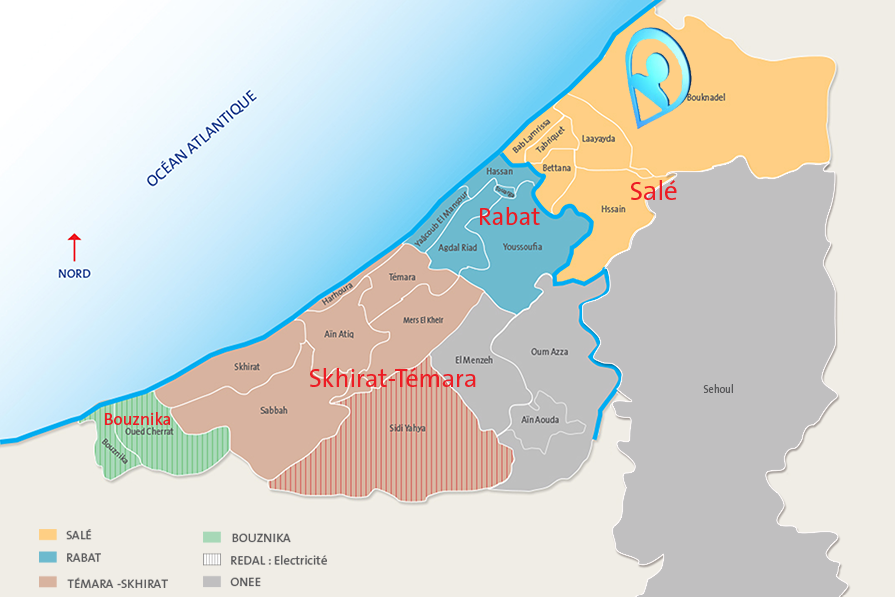 OCÉAN ATLANTIQUE
NORD
Bouknadel
Bab Lamrissa
Tabriquet
Laayayda
Bettana
Hssain
Salé
Hassan
Rabat
Yaâcoub El Mansour
Agdal Riad
Youssoufia
Témara
Harhoura
Aïn Atiq
Mers El Kheir
Skhirat
Skhirat-Témara
Sabbah
Sidi Yahya
El Menzeh
Oum Azza
Aïn Aouda
Sehoul
Bouznika
Oued Cherrat
Bouznika
SALÉ
RABAT
TÉMARA -SKHIRAT
BOUZNIKA
REDAL : Electricité
ONEE